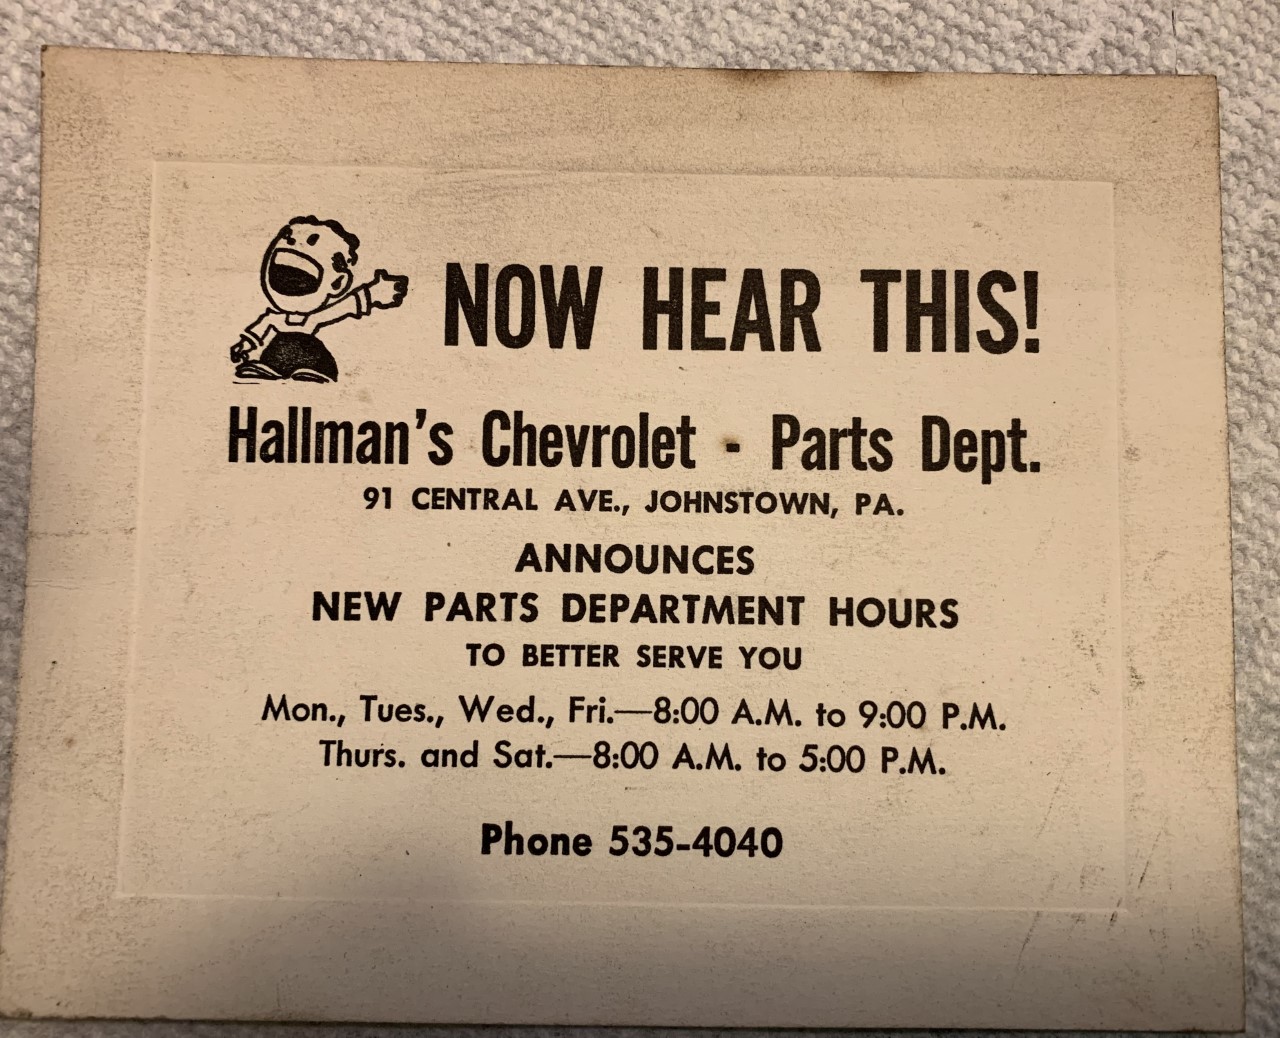 NOW HEAR THIS!
Hallman's Chevrolet - Parts Dept.
91 CENTRAL AVE., JOHNSTOWN, PA.
ANNOUNCES
NEW PARTS DEPARTMENT HOURS
TO BETTER SERVE YOU
Mon., Tues., Wed., Fri.—8:00 A.M. to 9:00 P.M.
Thurs. and Sat.—8:00 A.M. to 5:00 P.M.
Phone 535-4040